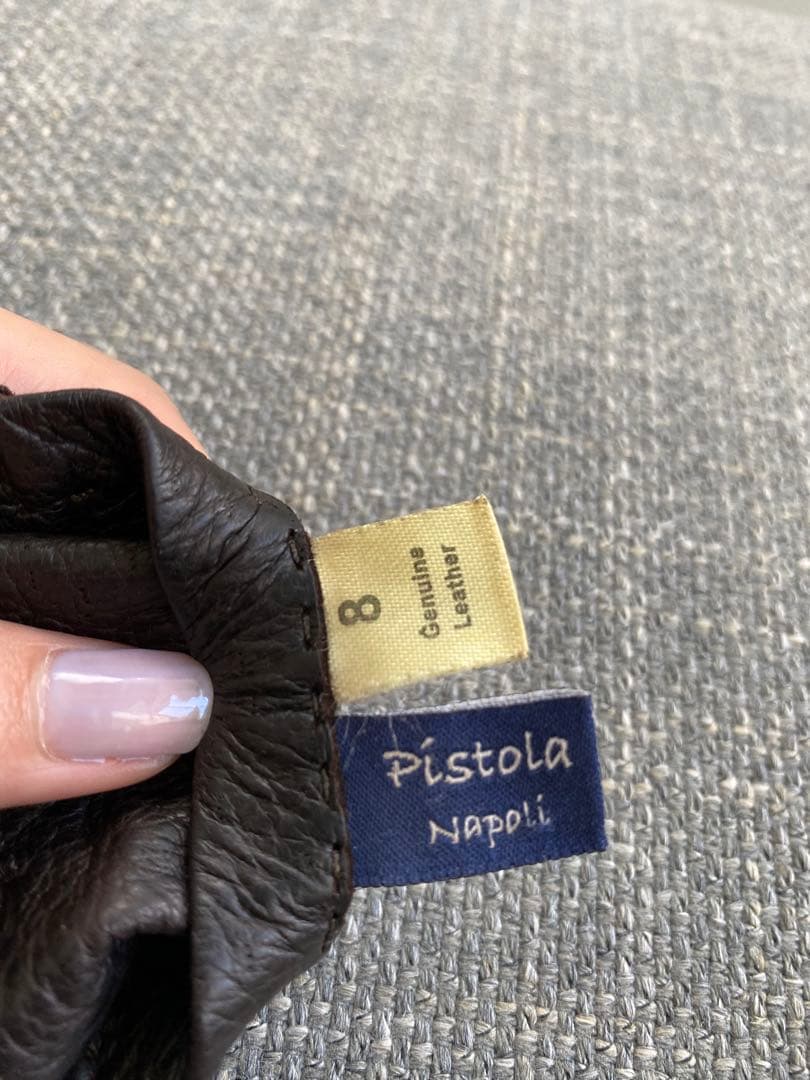 8
Genuine
Leather
Pistola
Napoli